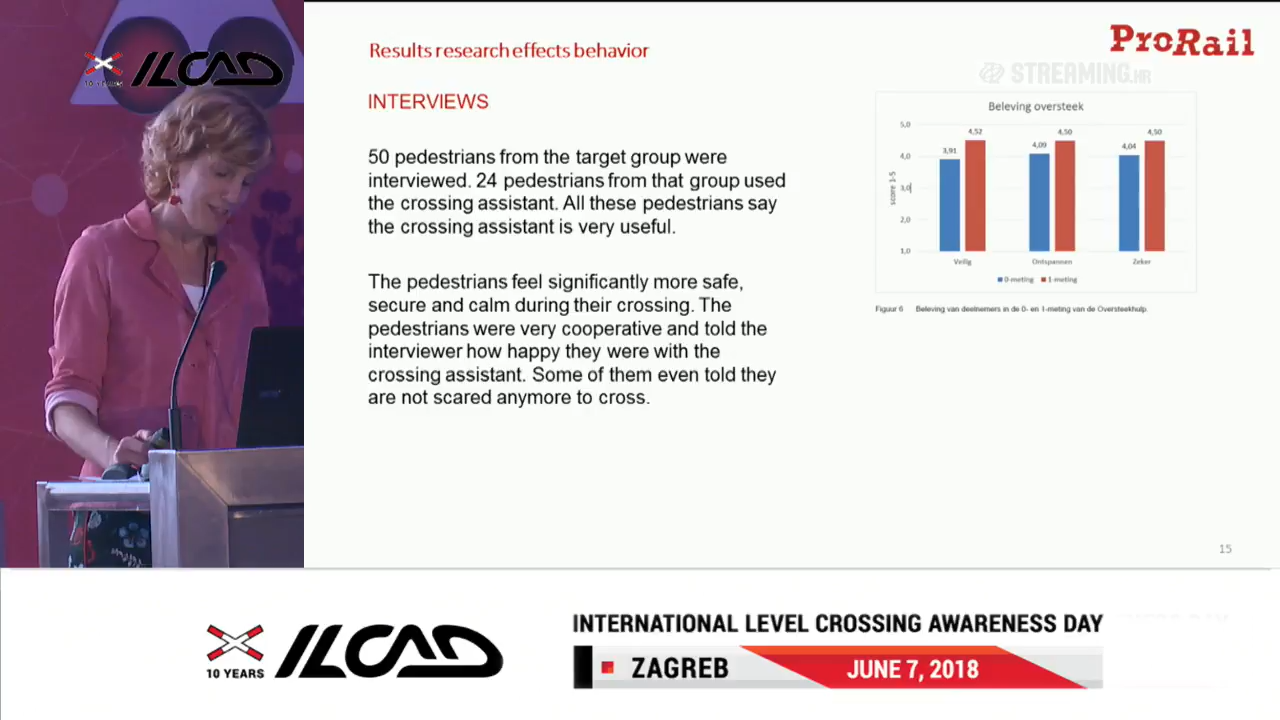 10 YEARS
ILCAD
Results research effects behavior
ProRail
STREAMING.HR
INTERVIEWS
50 pedestrians from the target group were
interviewed. 24 pedestrians from that group used
the crossing assistant. All these pedestrians say
the crossing assistant is very useful.
The pedestrians feel significantly more safe,
secure and calm during their crossing. The
pedestrians were very cooperative and told the
interviewer how happy they were with the
crossing assistant. Some of them even told they
are not scared anymore to cross.
Beleving oversteek
5,0
4,0
3,0
2,0
1,0
score 1-5
3,91
4,52
4,09
4,50
4,04
4,50
Veilig
Ontspannen
Zeker
0-meting
1-meting
Figuur 6 Beleving van deelnemers in de 0- en 1-meting van de Oversteekhulp.
15
10 YEARS
ILCAD
INTERNATIONAL LEVEL CROSSING AWARENESS DAY
ZAGREB
JUNE 7, 2018